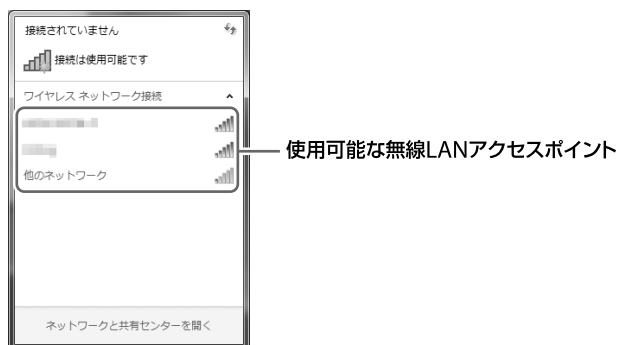 接続されていません
接続は使用可能です
ワイヤレス ネットワーク接続
他のネットワーク
使用可能な無線LANアクセスポイント
ネットワークと共有センターを開く